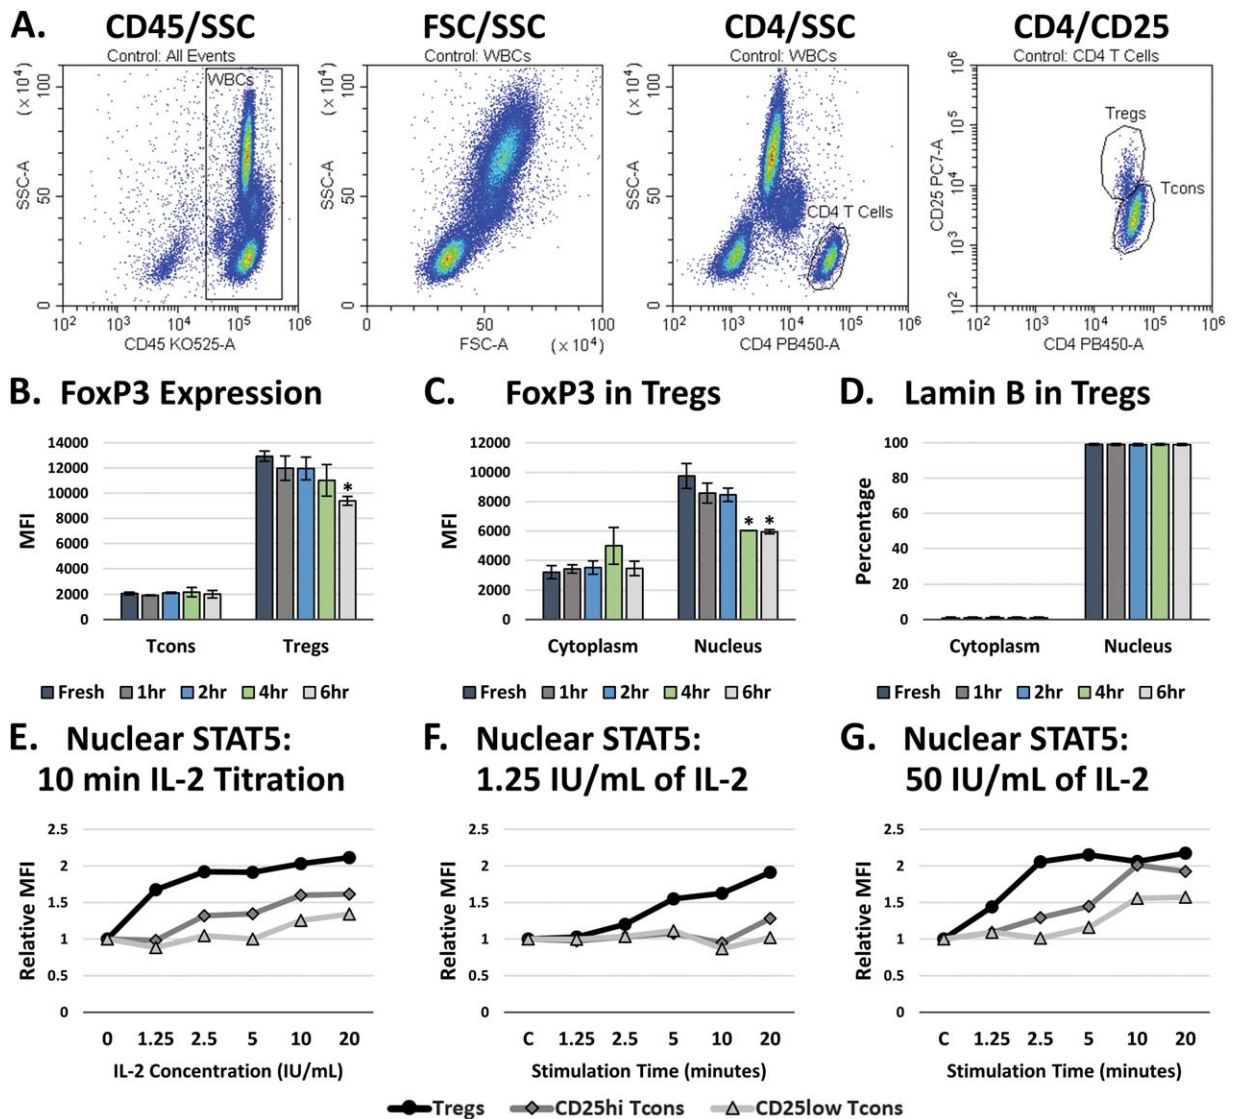 A. CD45/SSC FSC/SSC CD4/SSC CD4/CD25
Control: All Events Control: WBCs Control: WBCs Control: CD4 T Cells
WBCs
Tregs
Tcons
CD4 T Cells
SSC-A (x 10⁴) 0 50 100
10² 10³ 10⁴ 10⁵ 10⁶
CD45 KO525-A
SSC-A (x 10⁴) 0 50 100
0 50 100
FSC-A (x 10⁴)
SSC-A (x 10⁴) 0 50 100
10² 10³ 10⁴ 10⁵ 10⁶
CD4 PB450-A
CD25 PC7-A 10² 10³ 10⁴ 10⁵ 10⁶
10² 10³ 10⁴ 10⁵ 10⁶
CD4 PB450-A
B. FoxP3 Expression
MFI
14000
12000
10000
8000
6000
4000
2000
0
*
Tcons Tregs
Fresh 1hr 2hr 4hr 6hr
C. FoxP3 in Tregs
MFI
12000
10000
8000
6000
4000
2000
0
* *
Cytoplasm Nucleus
Fresh 1hr 2hr 4hr 6hr
D. Lamin B in Tregs
Percentage
100
80
60
40
20
0
Cytoplasm Nucleus
Fresh 1hr 2hr 4hr 6hr
E. Nuclear STAT5:
10 min IL-2 Titration
Relative MFI
2.5
2
1.5
1
0.5
0
0 1.25 2.5 5 10 20
IL-2 Concentration (IU/mL)
F. Nuclear STAT5:
1.25 IU/mL of IL-2
Relative MFI
2.5
2
1.5
1
0.5
0
C 1.25 2.5 5 10 20
Stimulation Time (minutes)
G. Nuclear STAT5:
50 IU/mL of IL-2
Relative MFI
2.5
2
1.5
1
0.5
0
C 1.25 2.5 5 10 20
Stimulation Time (minutes)
Tregs CD25hi Tcons CD25low Tcons